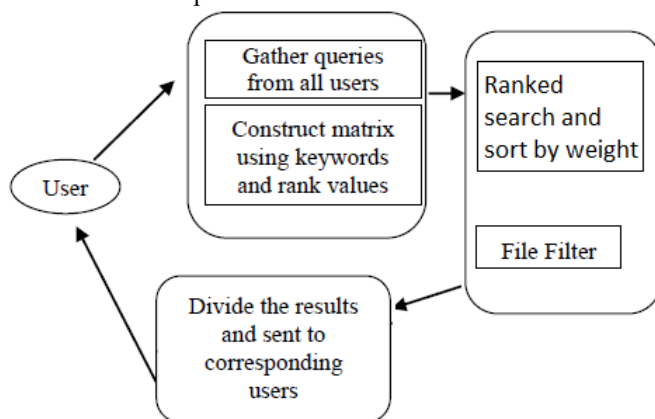 Gather queries
from all users
Construct matrix
using keywords
and rank values
Ranked
search and
sort by weight
User
File Filter
Divide the results
and sent to
corresponding
users